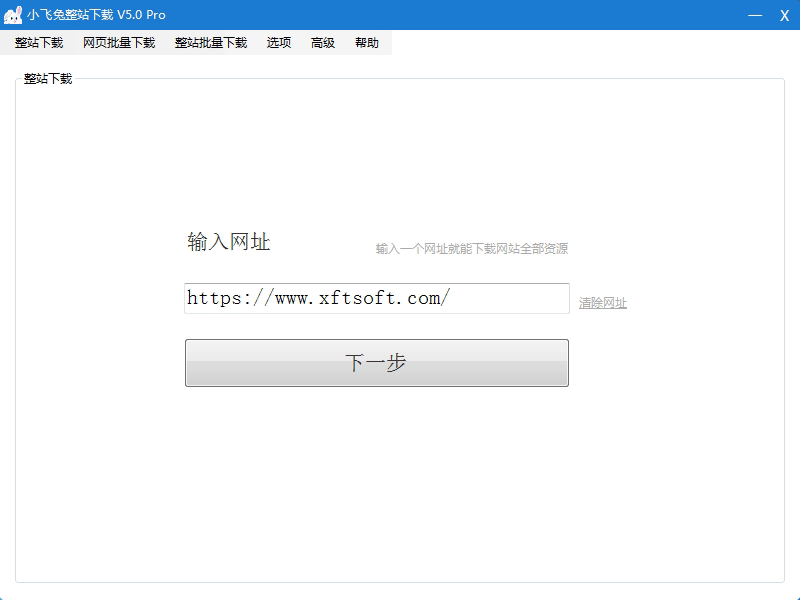 小飞兔整站下载 V5.0 Pro
整站下载 网页批量下载 整站批量下载 选项 高级 帮助
整站下载
输入网址 输入一个网址就能下载网站全部资源
https://www.xftsoft.com/ 清除网址
下一步